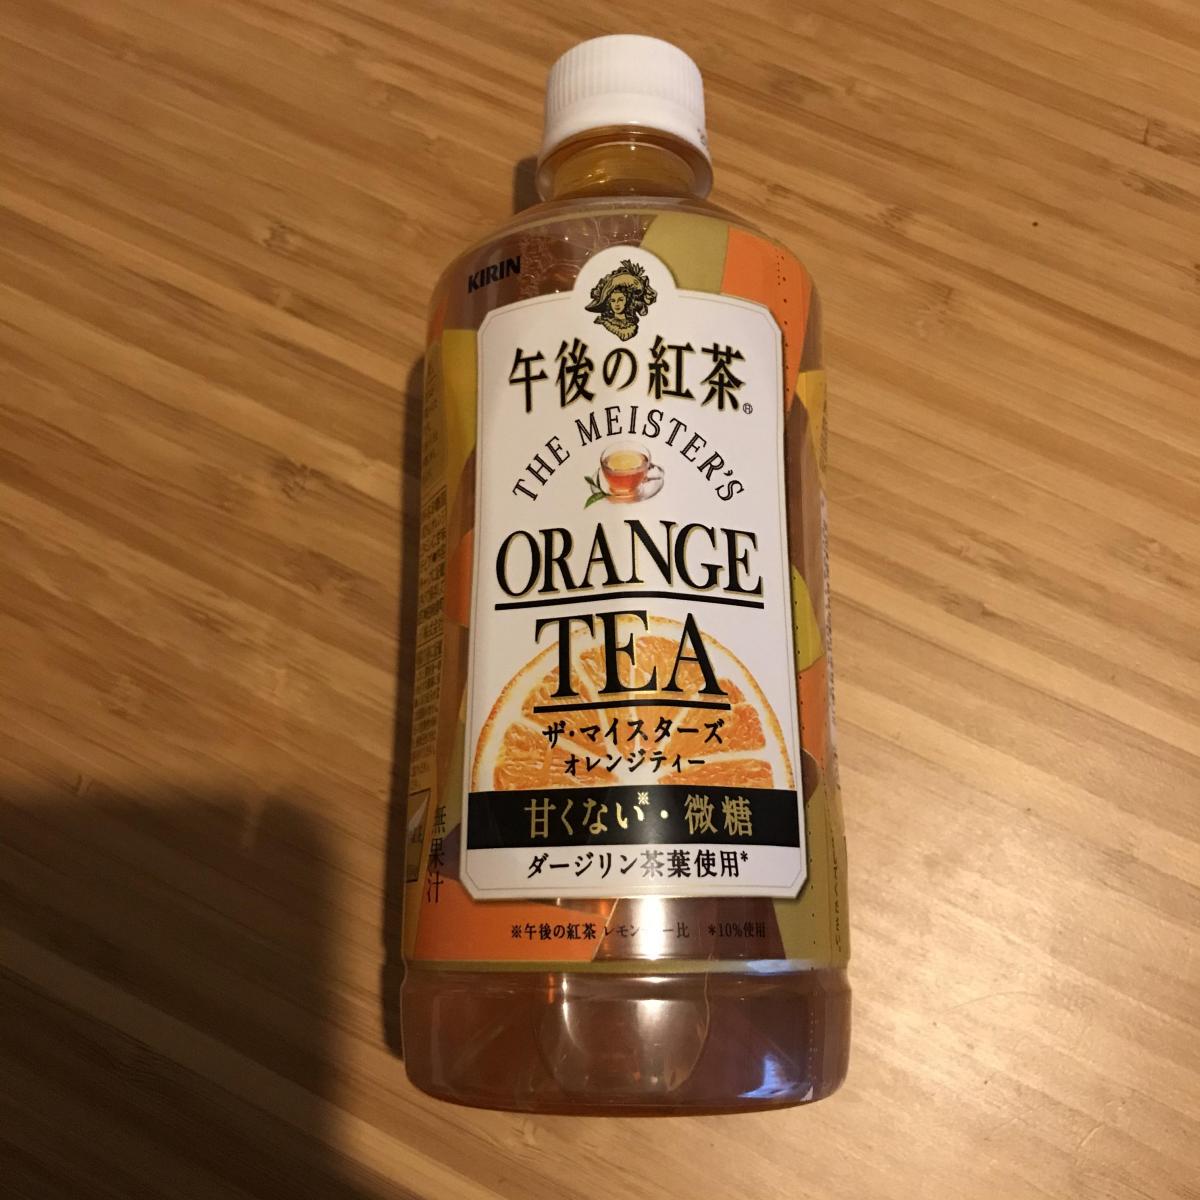 KIRIN
午後の紅茶®
THE MEISTER'S
ORANGE
TEA
ザ・マイスターズ
オレンジティー
甘くない※・微糖
ダージリン茶葉使用*
※午後の紅茶 レモンティー比 *10%使用
無果汁